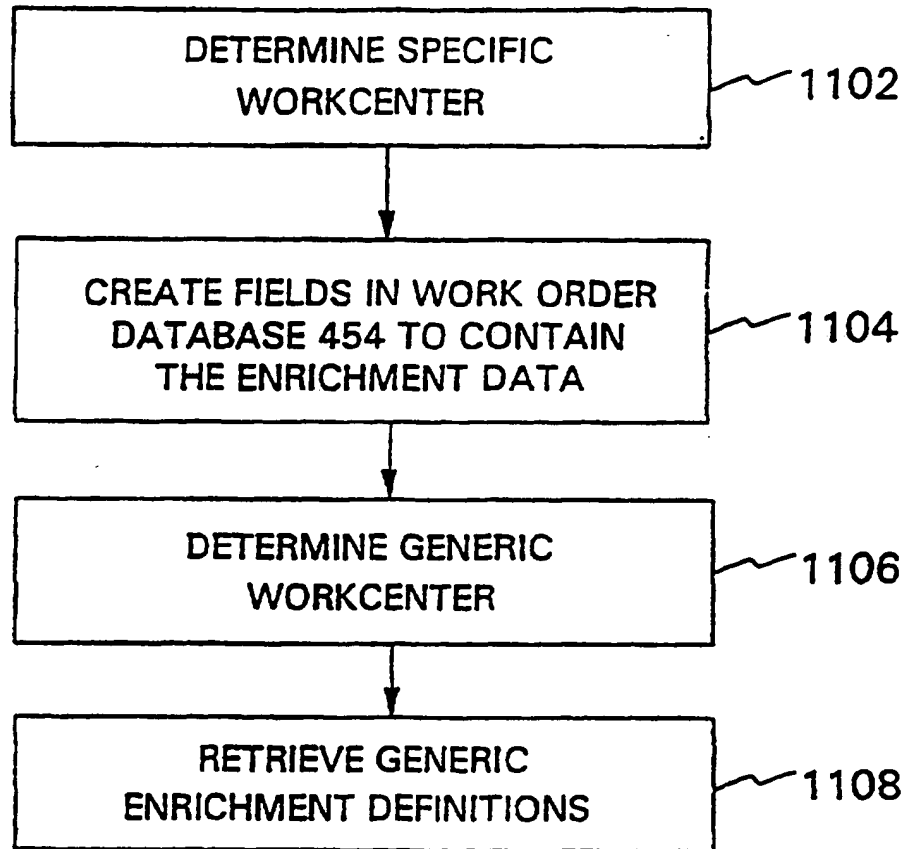 DETERMINE SPECIFIC
WORKCENTER
1102
CREATE FIELDS IN WORK ORDER
DATABASE 454 TO CONTAIN
THE ENRICHMENT DATA
1104
DETERMINE GENERIC
WORKCENTER
1106
RETRIEVE GENERIC
ENRICHMENT DEFINITIONS
1108